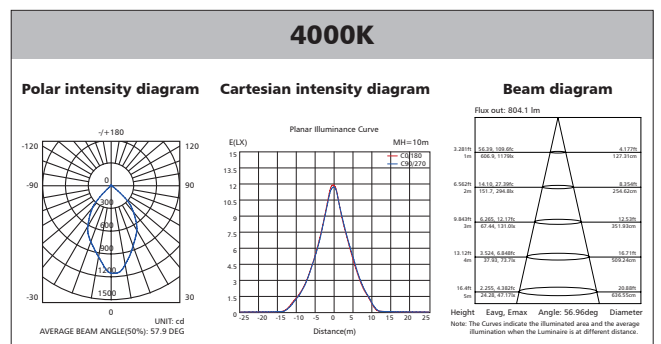 4000K
Polar intensity diagram
Cartesian intensity diagram
Beam diagram
-/+180
-120
120
-90
90
-30
30
0
0
300
600
900
1200
1500
UNIT: cd
AVERAGE BEAM ANGLE(50%): 57.9 DEG
Planar Illuminance Curve
E(LX)
MH=10m
C0/180
C90/270
15
13.5
12
10.5
9
7.5
6
4.5
3
1.5
0
-25 -20 -15 -10 -5 0 5 10 15 20 25
Distance(m)
Flux out: 804.1 lm
3.281ft 56.39, 109.6fc 4.177ft
1m 606.9, 1179lx 127.31cm
6.562ft 14.10, 27.39fc 8.354ft
2m 151.7, 294.8lx 254.62cm
9.843ft 6.265, 12.17fc 12.53ft
3m 67.44, 131.0lx 351.93cm
13.12ft 3.524, 6.848fc 16.71ft
4m 37.93, 73.7lx 509.24cm
16.4ft 2.255, 4.382fc 20.88ft
5m 24.28, 47.17lx 636.55cm
Height Eavg, Emax Angle: 56.96deg Diameter
Note: The Curves indicate the illuminated area and the average
illumination when the Luminaire is at different distance.